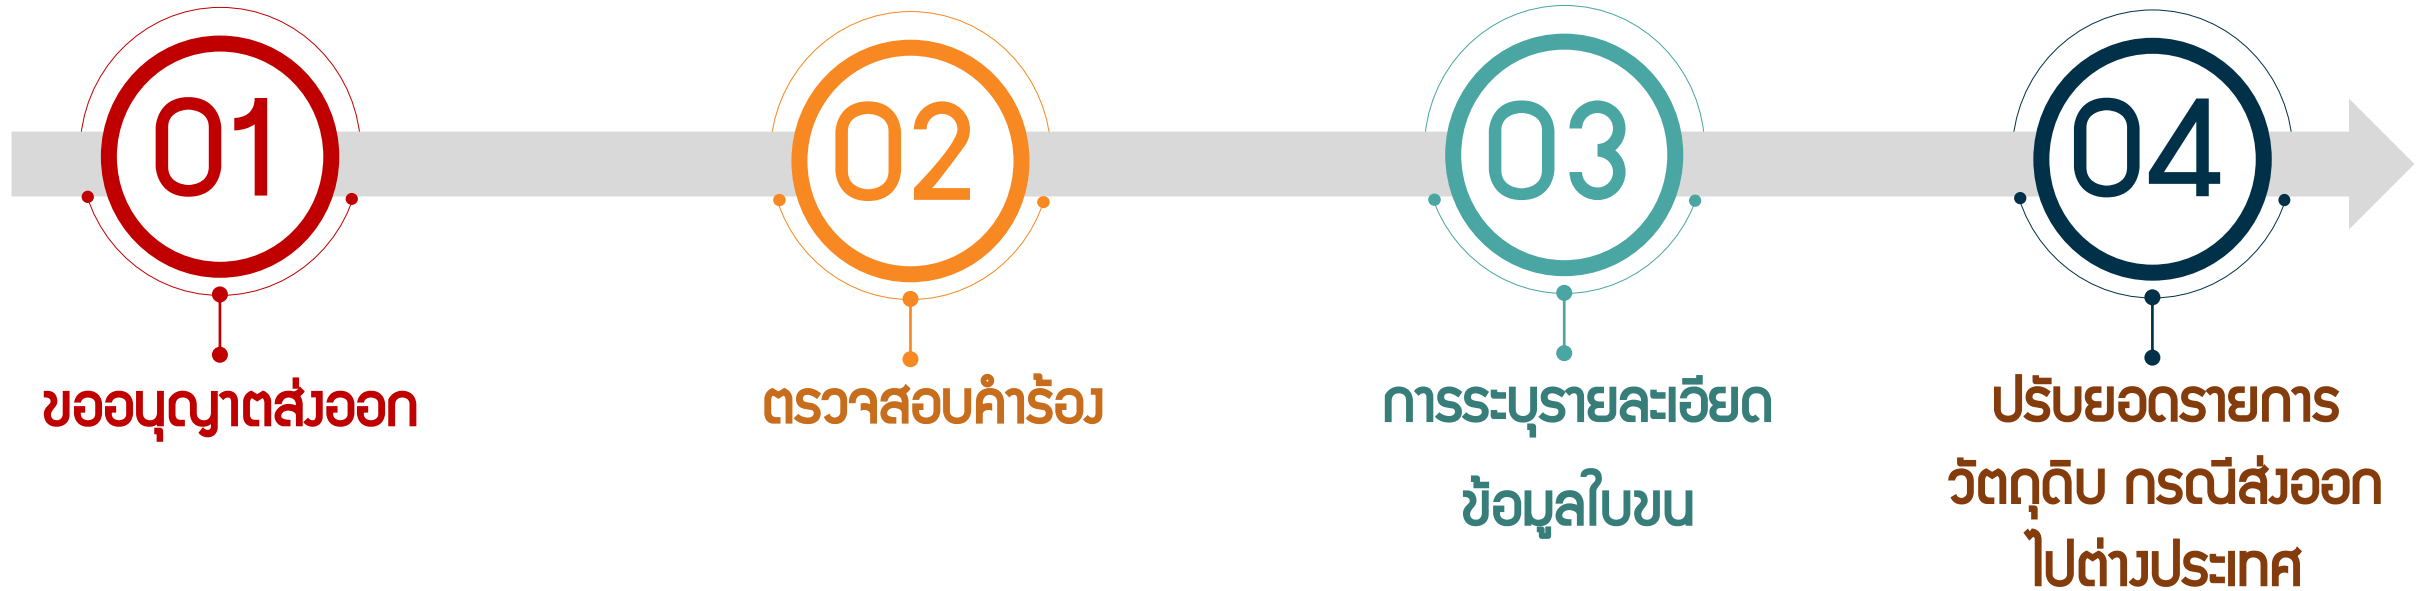 01
ขออนุญาตส่งออก
02
ตรวจสอบคำร้อง
03
การระบุรายละเอียด
ข้อมูลใบขน
04
ปรับยอดรายการ
วัตถุดิบ กรณีส่งออก
ไปต่างประเทศ